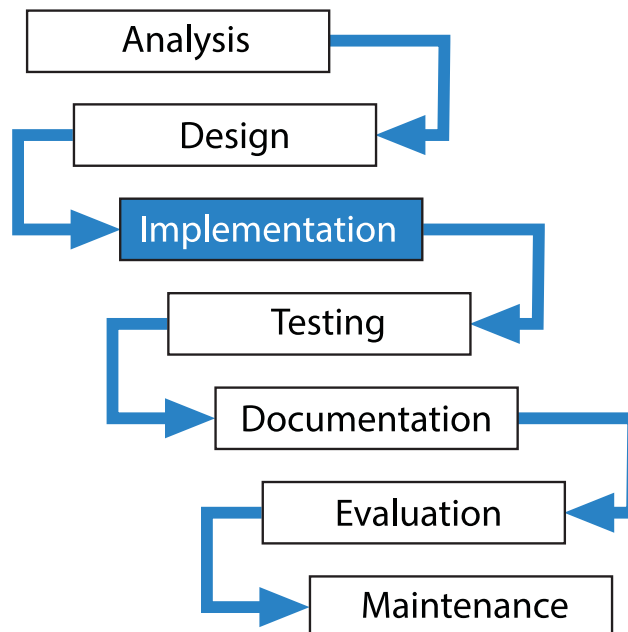 Analysis
Design
Implementation
Testing
Documentation
Evaluation
Maintenance